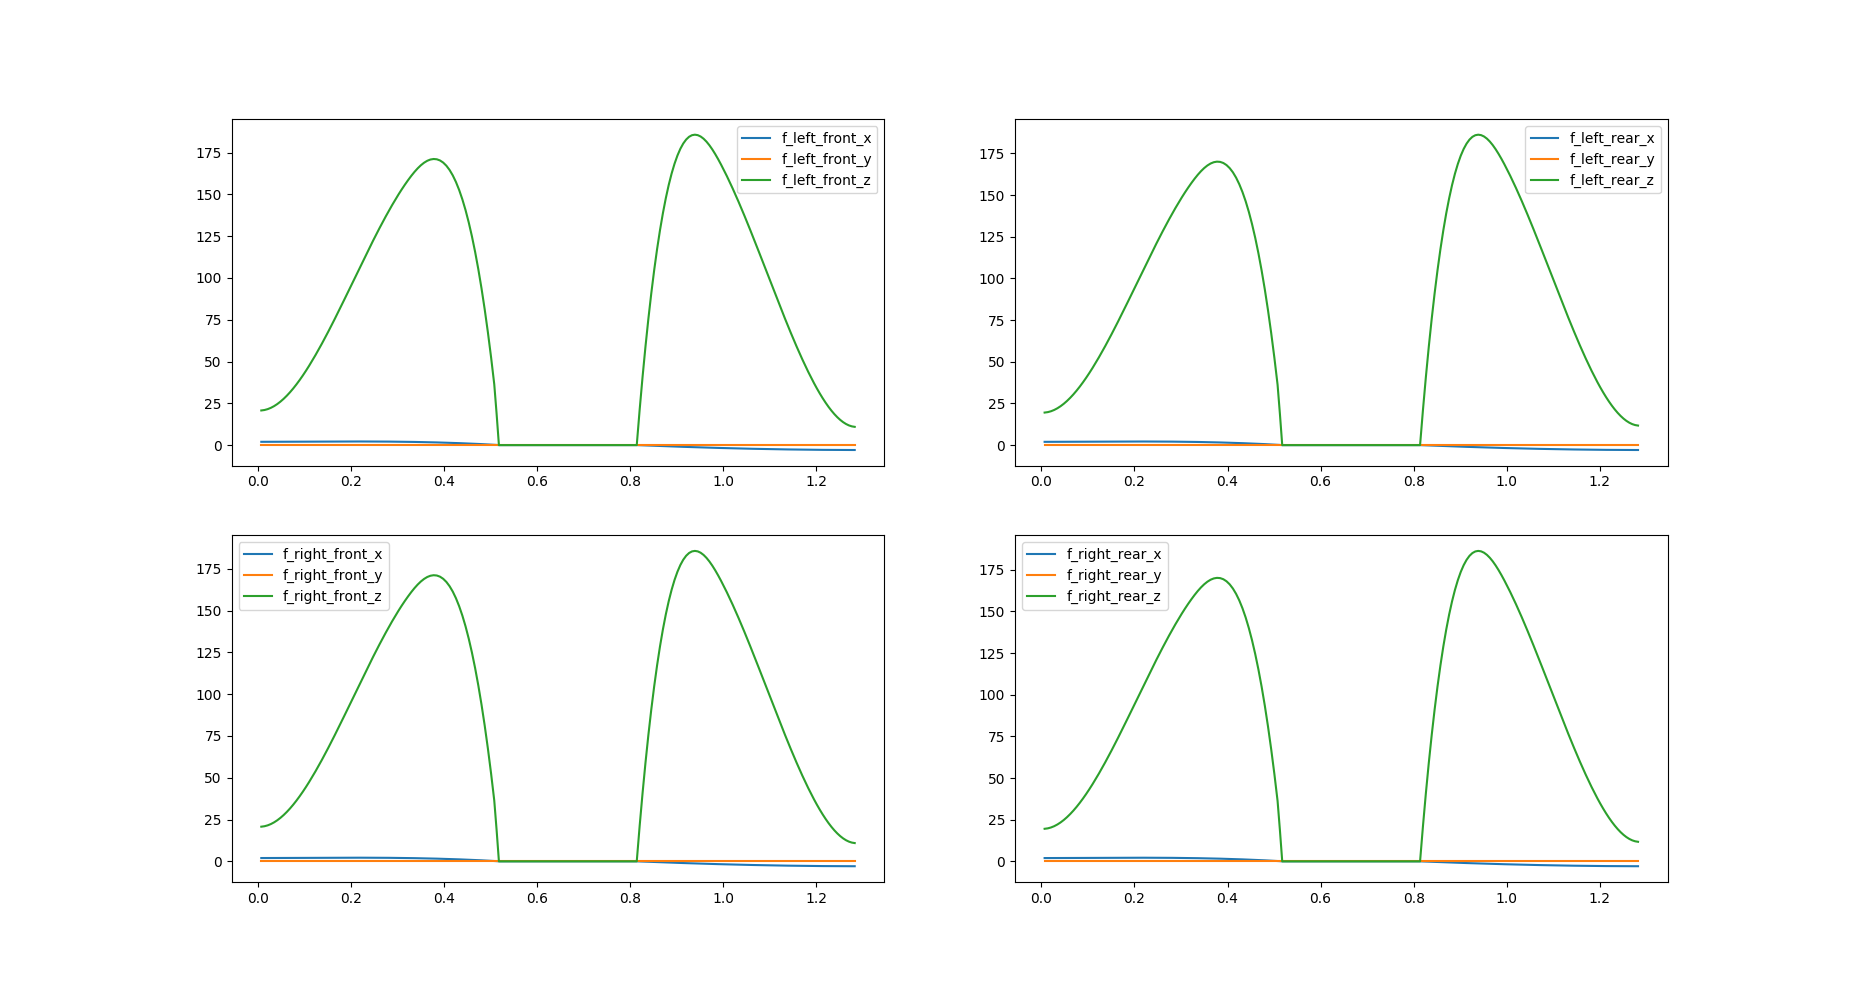 175
150
125
100
75
50
25
0
0.0 0.2 0.4 0.6 0.8 1.0 1.2
f_left_front_x
f_left_front_y
f_left_front_z
175
150
125
100
75
50
25
0
0.0 0.2 0.4 0.6 0.8 1.0 1.2
f_left_rear_x
f_left_rear_y
f_left_rear_z
175
150
125
100
75
50
25
0
0.0 0.2 0.4 0.6 0.8 1.0 1.2
f_right_front_x
f_right_front_y
f_right_front_z
175
150
125
100
75
50
25
0
0.0 0.2 0.4 0.6 0.8 1.0 1.2
f_right_rear_x
f_right_rear_y
f_right_rear_z